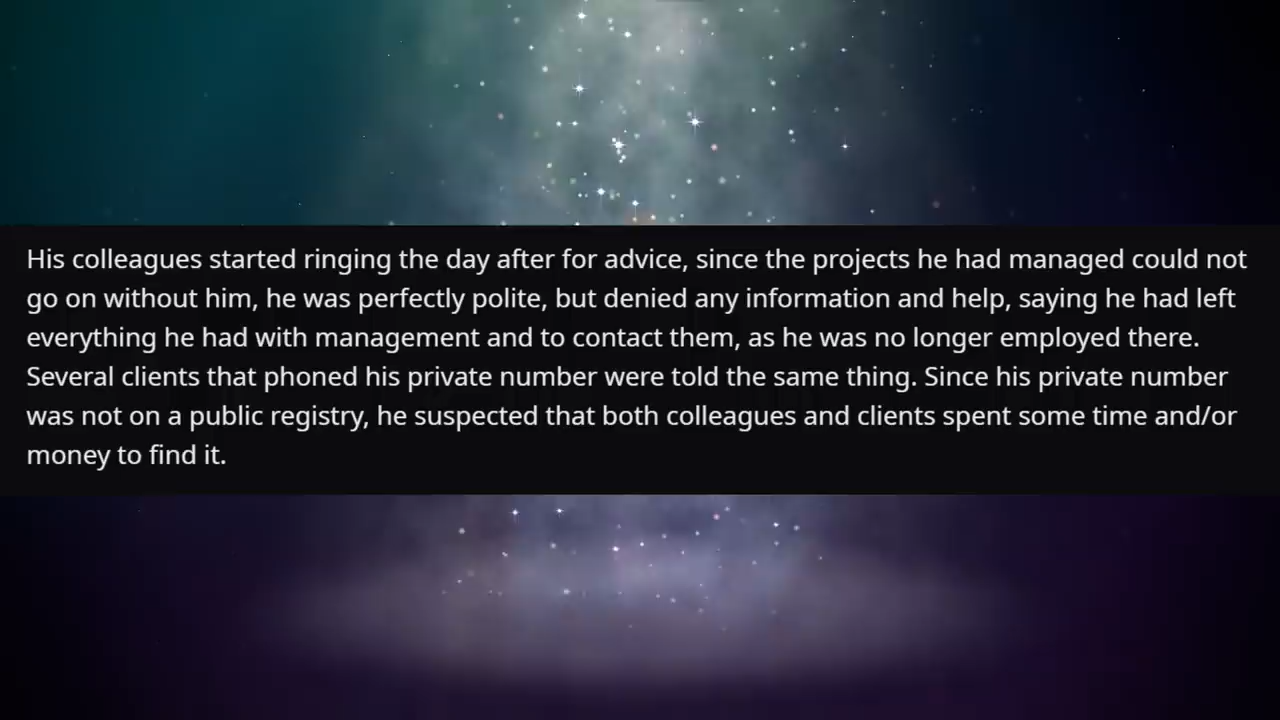 His colleagues started ringing the day after for advice, since the projects he had managed could not
go on without him, he was perfectly polite, but denied any information and help, saying he had left
everything he had with management and to contact them, as he was no longer employed there.
Several clients that phoned his private number were told the same thing. Since his private number
was not on a public registry, he suspected that both colleagues and clients spent some time and/or
money to find it.